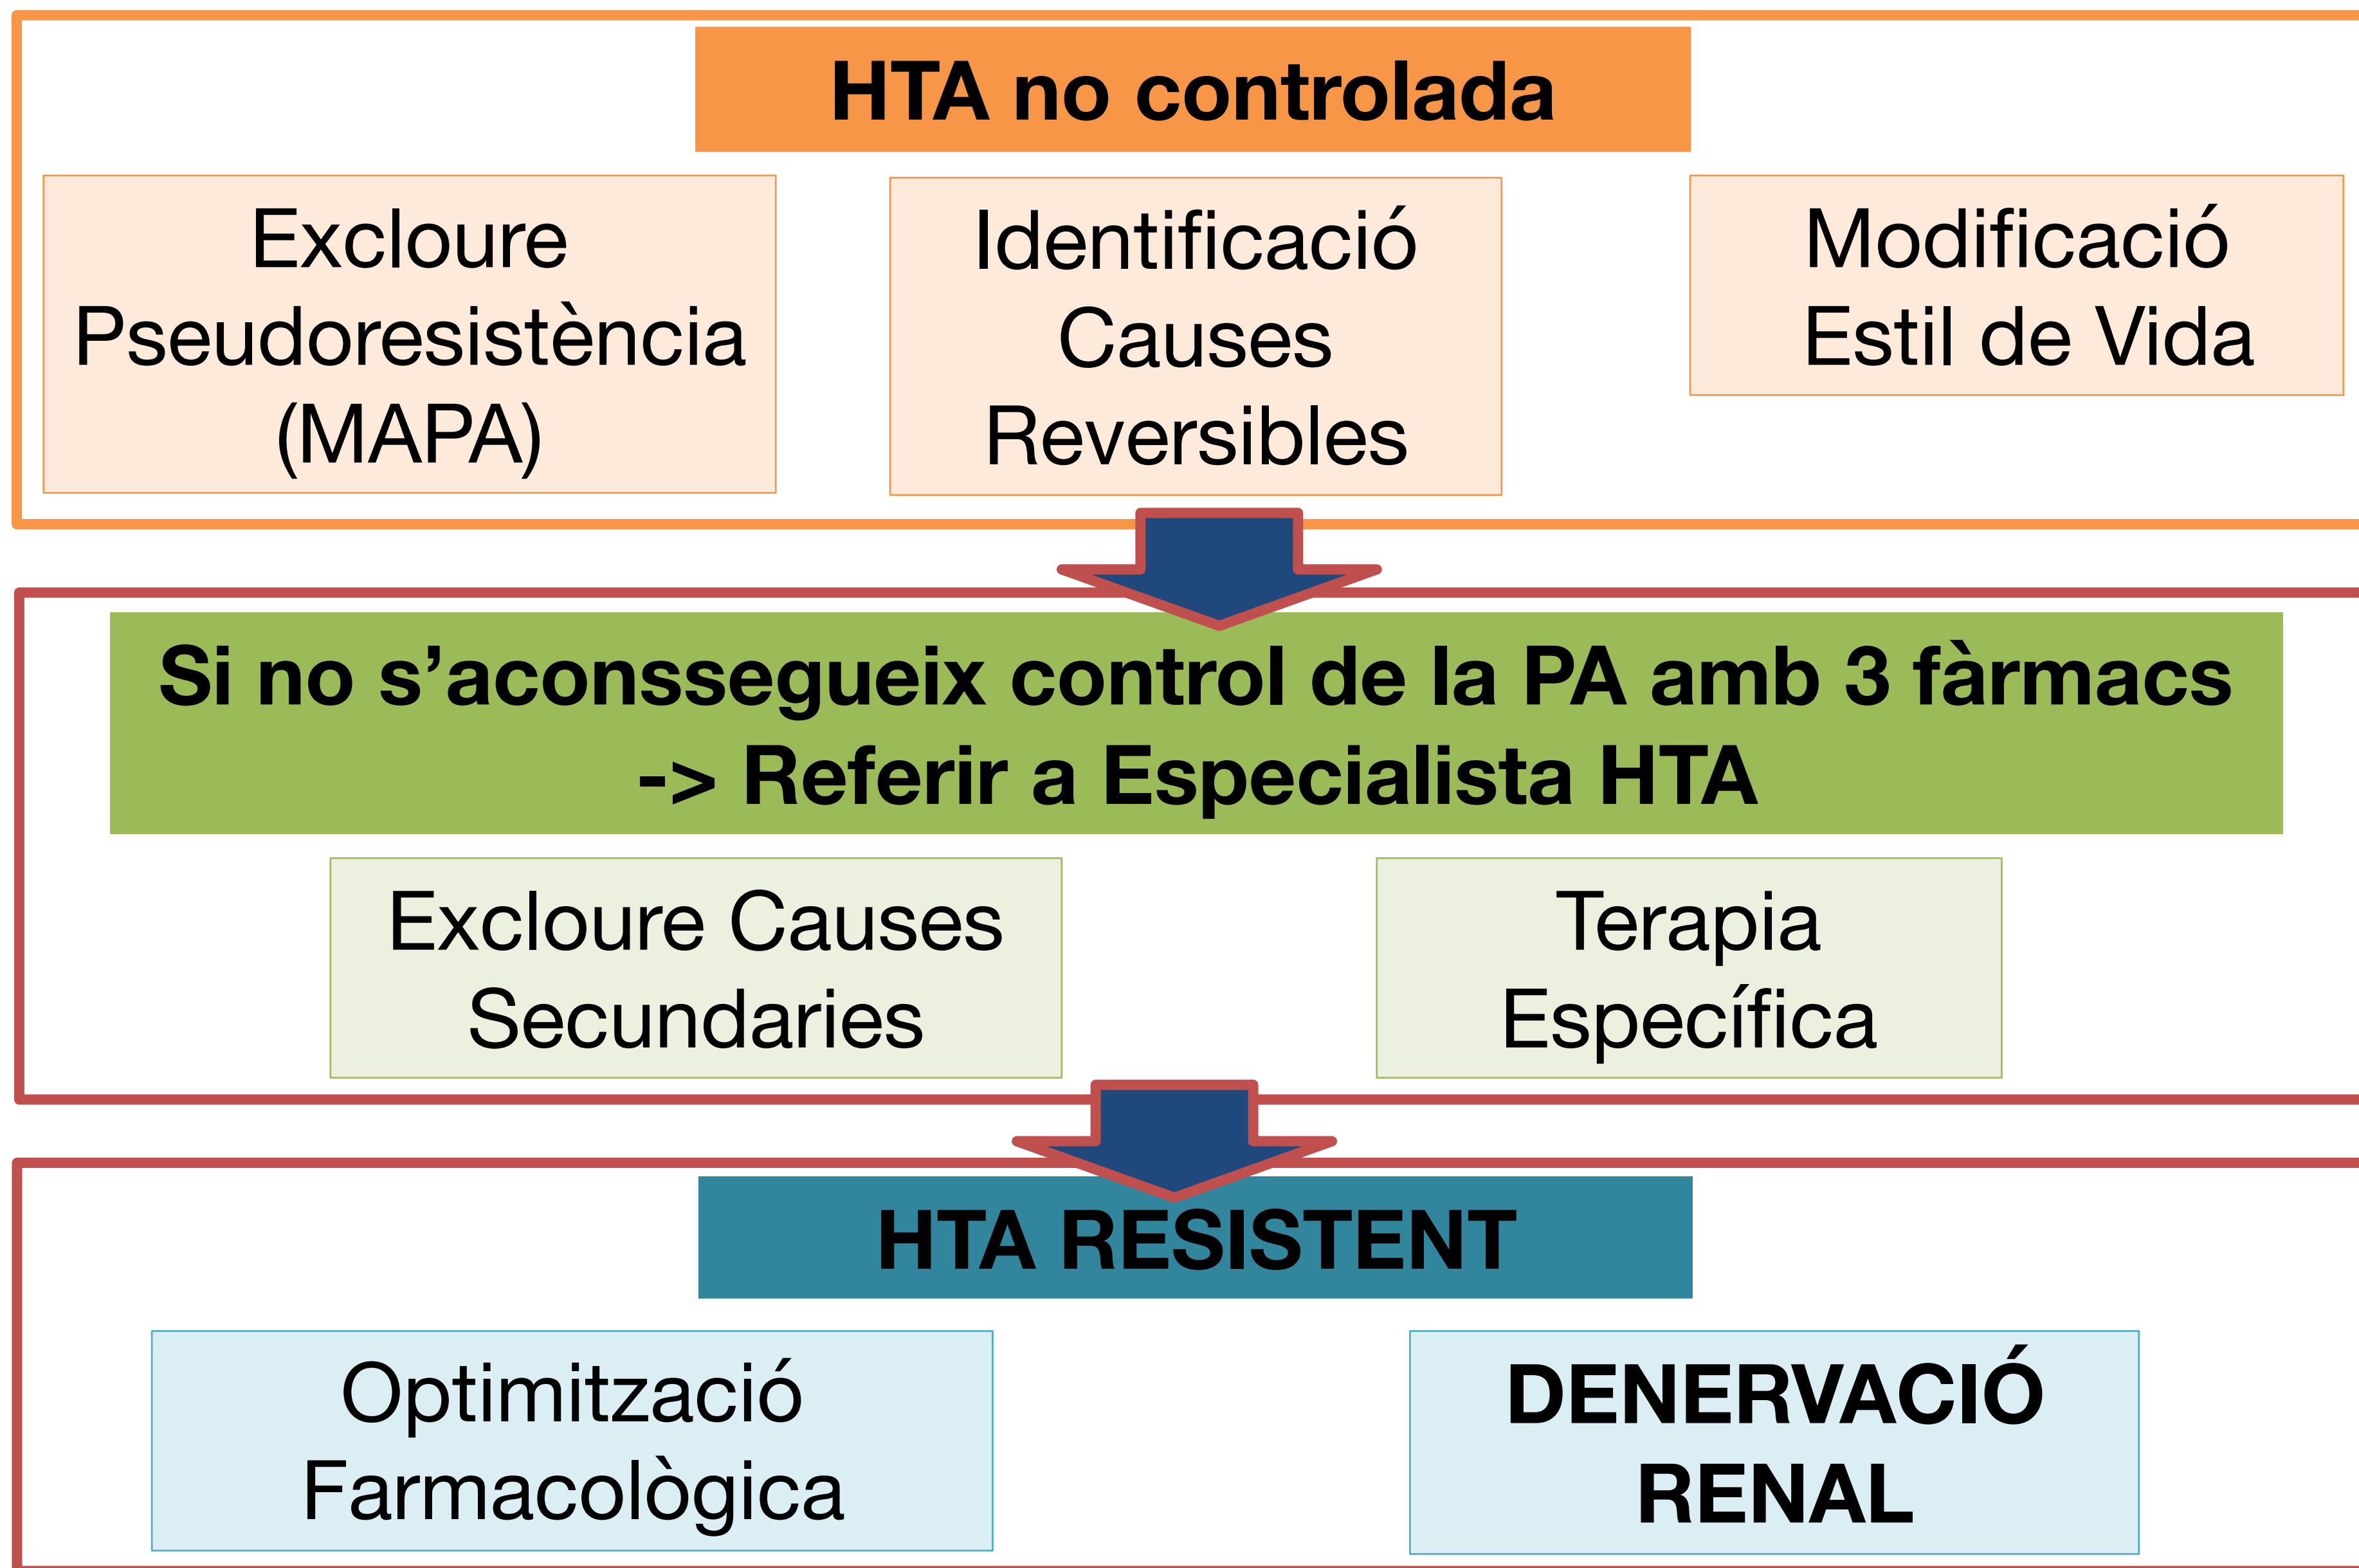 HTA no controlada
Excloure
Pseudoresistència
(MAPA)
Identificació
Causes
Reversibles
Modificació
Estil de Vida
Si no s’aconssegueix control de la PA amb 3 fàrmacs
-> Referir a Especialista HTA
Excloure Causes
Secundaries
Terapia
Específica
HTA RESISTENT
Optimització
Farmacològica
DENERVACIÓ
RENAL